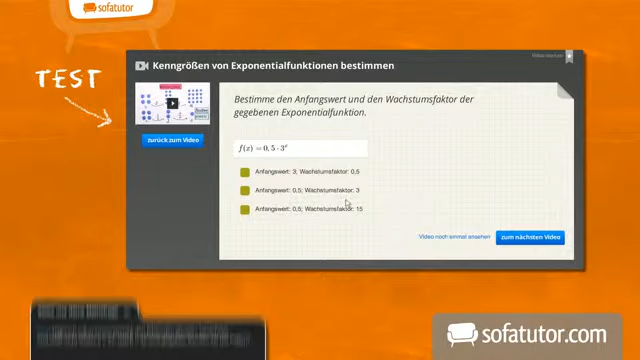 sofatutor
TEST
Kenngrößen von Exponentialfunktionen bestimmen
zurück zum Video
Bestimme den Anfangswert und den Wachstumsfaktor der
gegebenen Exponentialfunktion.
f(x) = 0,5 · 3ˣ
Anfangswert: 3; Wachstumsfaktor: 0,5
Anfangswert: 0,5; Wachstumsfaktor: 3
Anfangswert: 0,5; Wachstumsfaktor: 15
Video noch einmal ansehen
zum nächsten Video
sofatutor.com